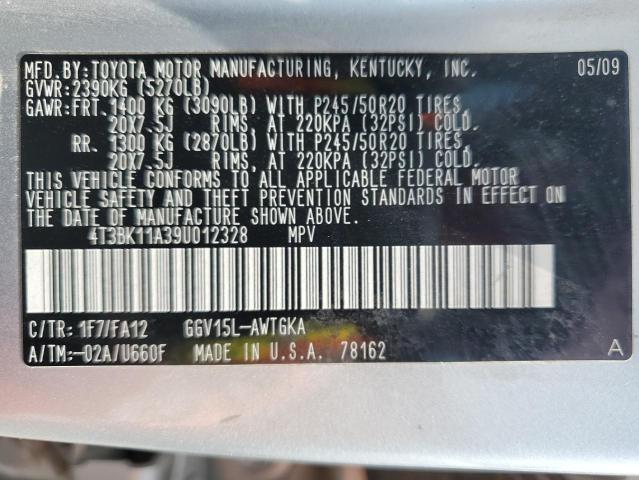 MFD.BY:TOYOTA MOTOR MANUFACTURING, KENTUCKY, INC. 05/09
GVWR:2390KG (5270LB)
GAWR:FRT. 1400 KG (3090LB) WITH P245/50R20 TIRES,
20X7.5J RIMS, AT 220KPA (32PSI) COLD.
RR. 1300 KG (2870LB) WITH P245/50R20 TIRES,
20X7.5J RIMS, AT 220KPA (32PSI) COLD.
THIS VEHICLE CONFORMS TO ALL APPLICABLE FEDERAL MOTOR
VEHICLE SAFETY AND THEFT PREVENTION STANDARDS IN EFFECT ON
THE DATE OF MANUFACTURE SHOWN ABOVE.
4T3BK11A39U012328 MPV
C/TR: 1F7/FA12 GGV15L-AWTGKA
A/TM:-02A/U660F MADE IN U.S.A. 78162 A